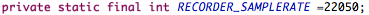 private static final int RECORDER_SAMPLERATE =22050;